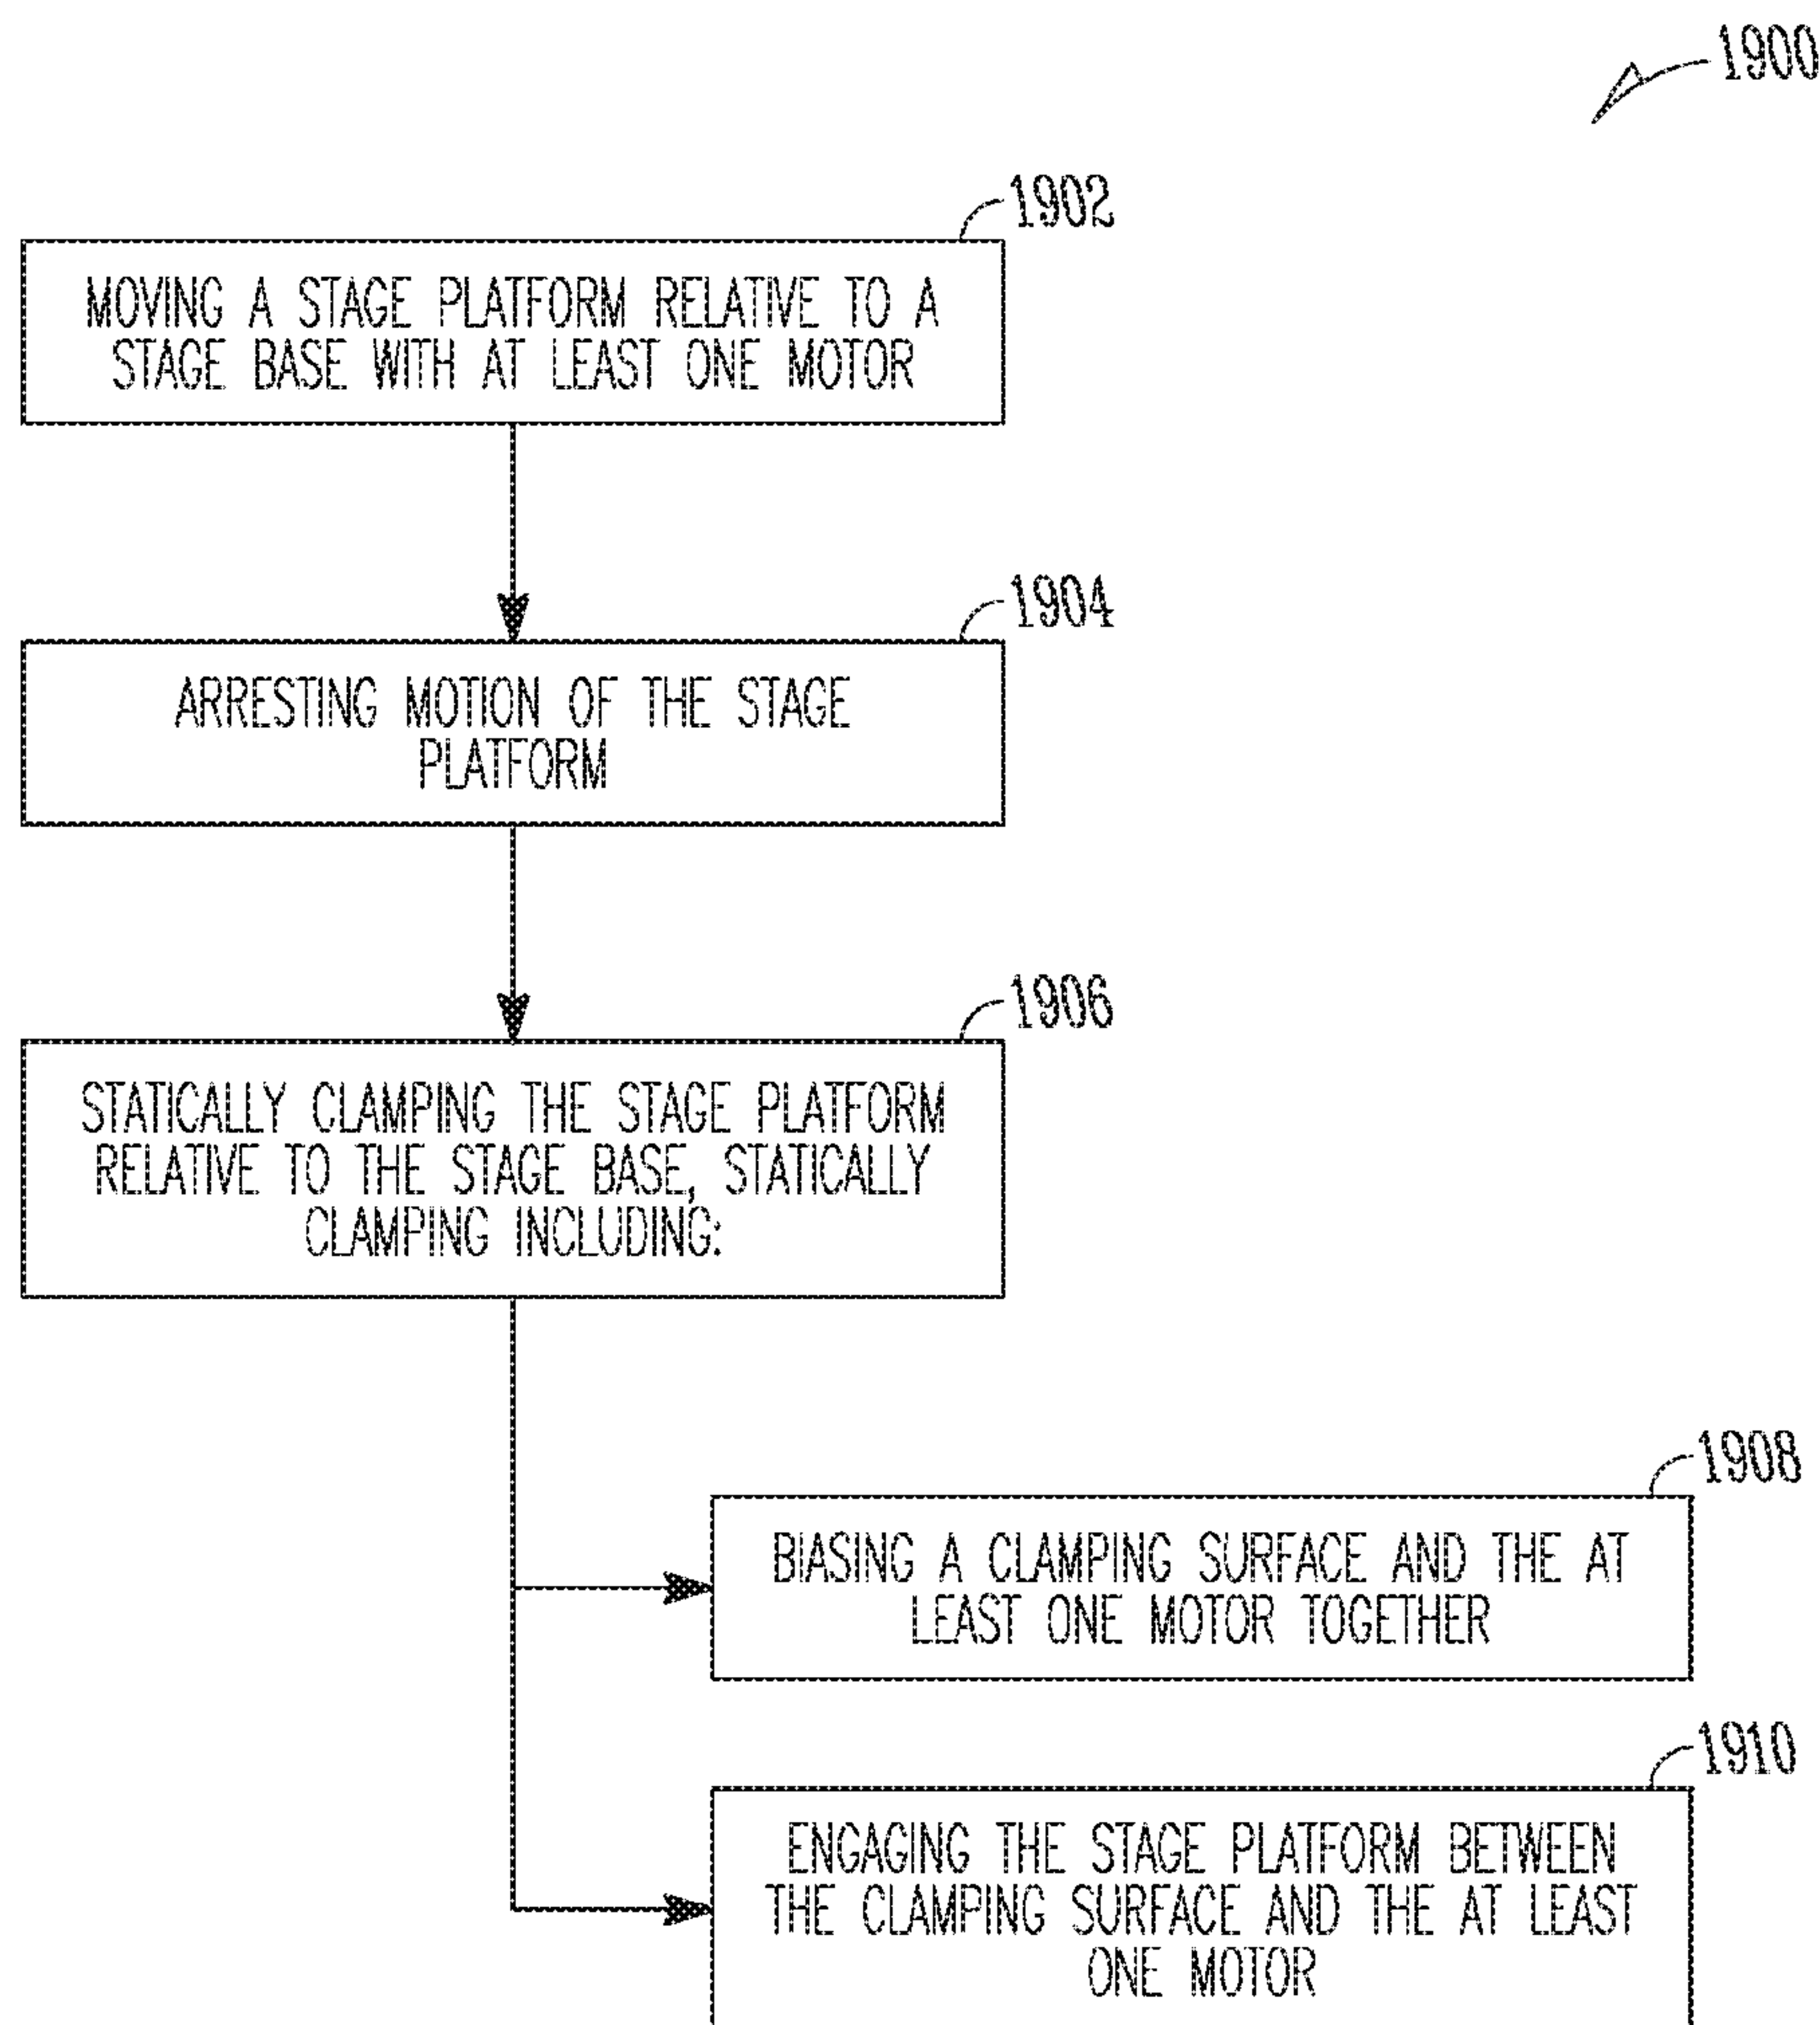 1900
1902
MOVING A STAGE PLATFORM RELATIVE TO A
STAGE BASE WITH AT LEAST ONE MOTOR
1904
ARRESTING MOTION OF THE STAGE
PLATFORM
1906
STATICALLY CLAMPING THE STAGE PLATFORM
RELATIVE TO THE STAGE BASE, STATICALLY
CLAMPING INCLUDING:
1908
BIASING A CLAMPING SURFACE AND THE AT
LEAST ONE MOTOR TOGETHER
1910
ENGAGING THE STAGE PLATFORM BETWEEN
THE CLAMPING SURFACE AND THE AT LEAST
ONE MOTOR